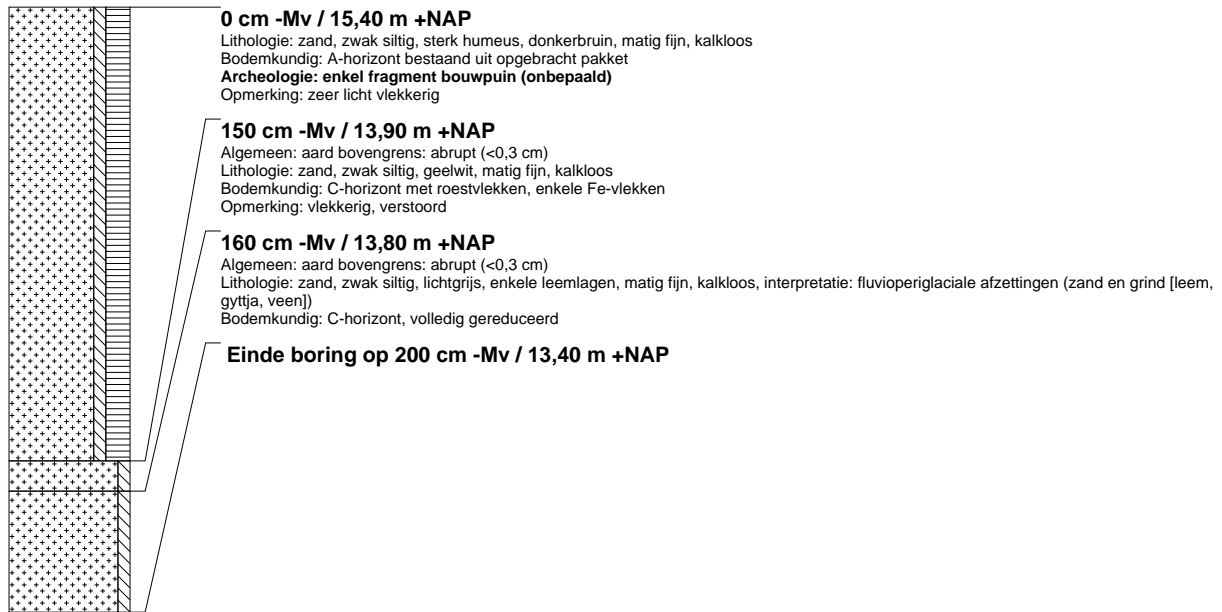 0 cm -Mv / 15,40 m +NAP
Lithologie: zand, zwak siltig, sterk humeus, donkerbruin, matig fijn, kalkloos
Bodemkundig: A-horizont bestaand uit opgebracht pakket
Archeologie: enkel fragment bouwpuin (onbepaald)
Opmerking: zeer licht vlekkerig
150 cm -Mv / 13,90 m +NAP
Algemeen: aard bovengrens: abrupt (<0,3 cm)
Lithologie: zand, zwak siltig, geelwit, matig fijn, kalkloos
Bodemkundig: C-horizont met roestvlekken, enkele Fe-vlekken
Opmerking: vlekkerig, verstoord
160 cm -Mv / 13,80 m +NAP
Algemeen: aard bovengrens: abrupt (<0,3 cm)
Lithologie: zand, zwak siltig, lichtgrijs, enkele leemlagen, matig fijn, kalkloos, interpretatie: fluvioperiglaciale afzettingen (zand en grind [leem,
gyttja, veen])
Bodemkundig: C-horizont, volledig gereduceerd
Einde boring op 200 cm -Mv / 13,40 m +NAP